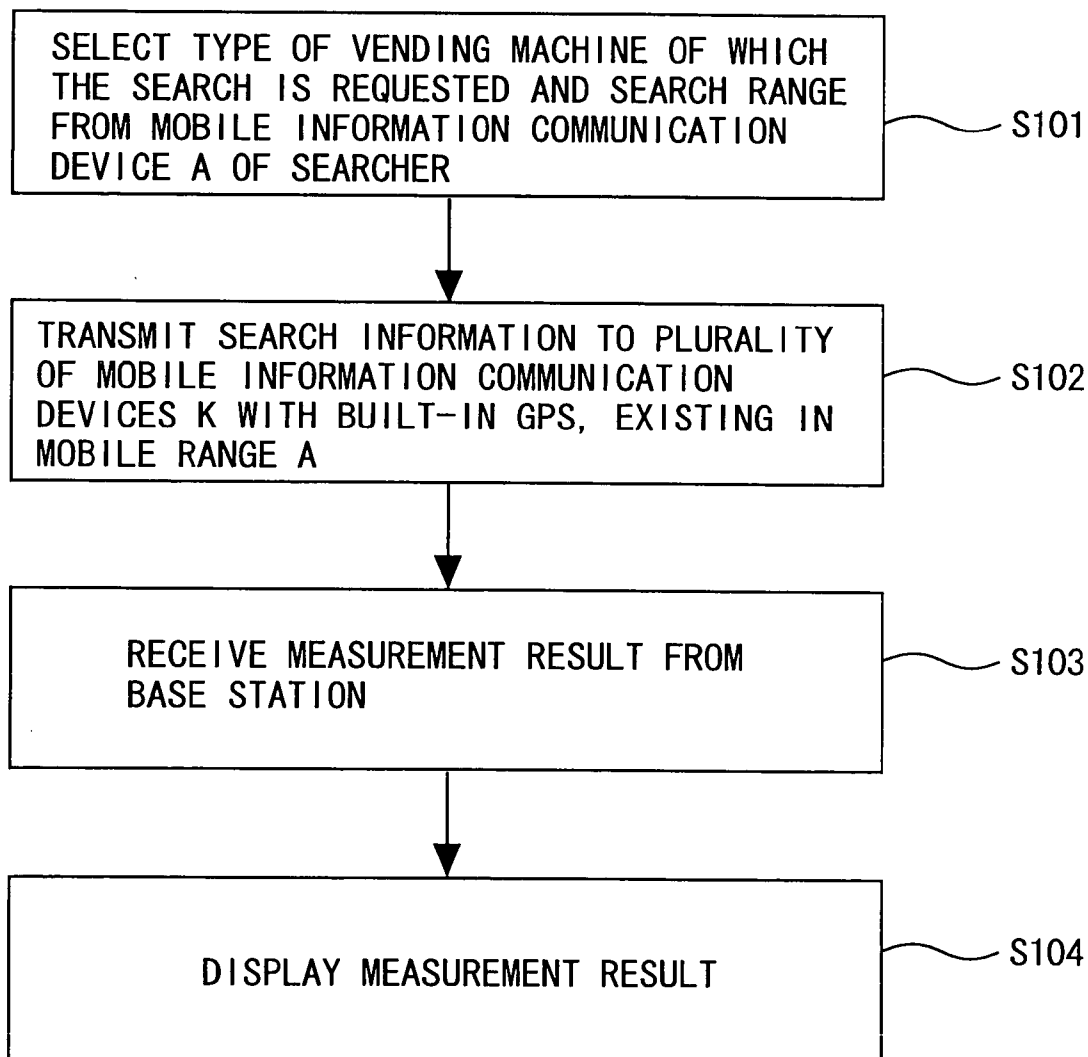 SELECT TYPE OF VENDING MACHINE OF WHICH
THE SEARCH IS REQUESTED AND SEARCH RANGE
FROM MOBILE INFORMATION COMMUNICATION
DEVICE A OF SEARCHER
S101
TRANSMIT SEARCH INFORMATION TO PLURALITY
OF MOBILE INFORMATION COMMUNICATION
DEVICES K WITH BUILT-IN GPS, EXISTING IN
MOBILE RANGE A
S102
RECEIVE MEASUREMENT RESULT FROM
BASE STATION
S103
DISPLAY MEASUREMENT RESULT
S104